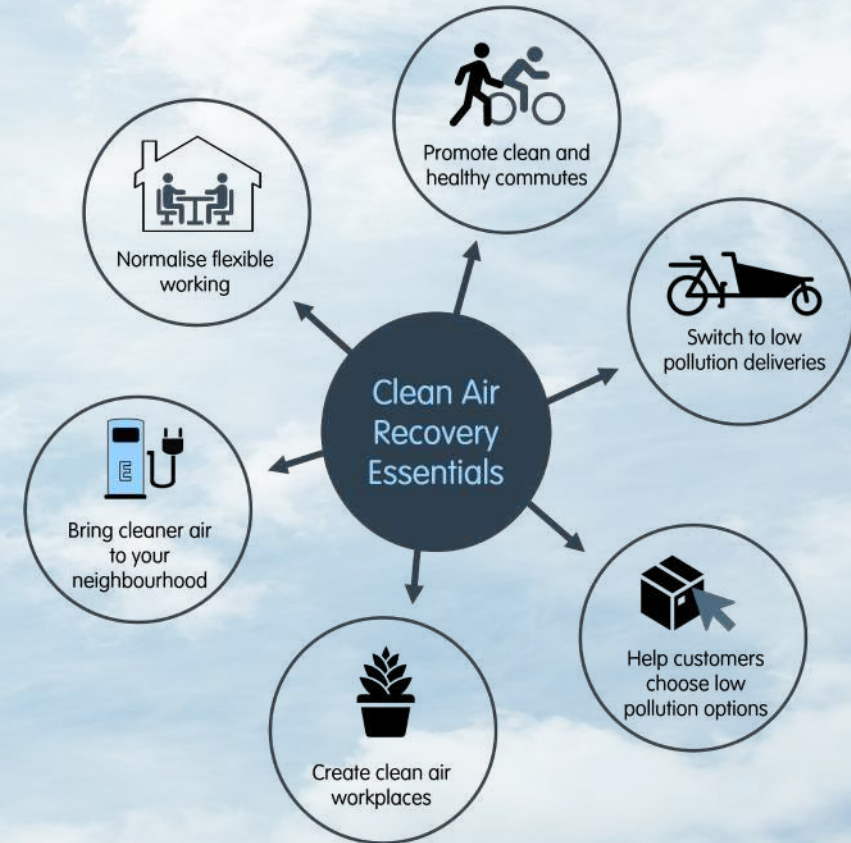 Promote clean and
healthy commutes
Normalise flexible
working
Switch to low
pollution deliveries
Clean Air
Recovery
Essentials
E
Bring cleaner air
to your
neighbourhood
Help customers
choose low
pollution options
Create clean air
workplaces